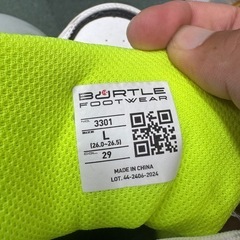 BURTLE
FOOTWEAR
3301
L
(26.0-26.5)
29
MADE IN CHINA
LOT. 44-2406-2024